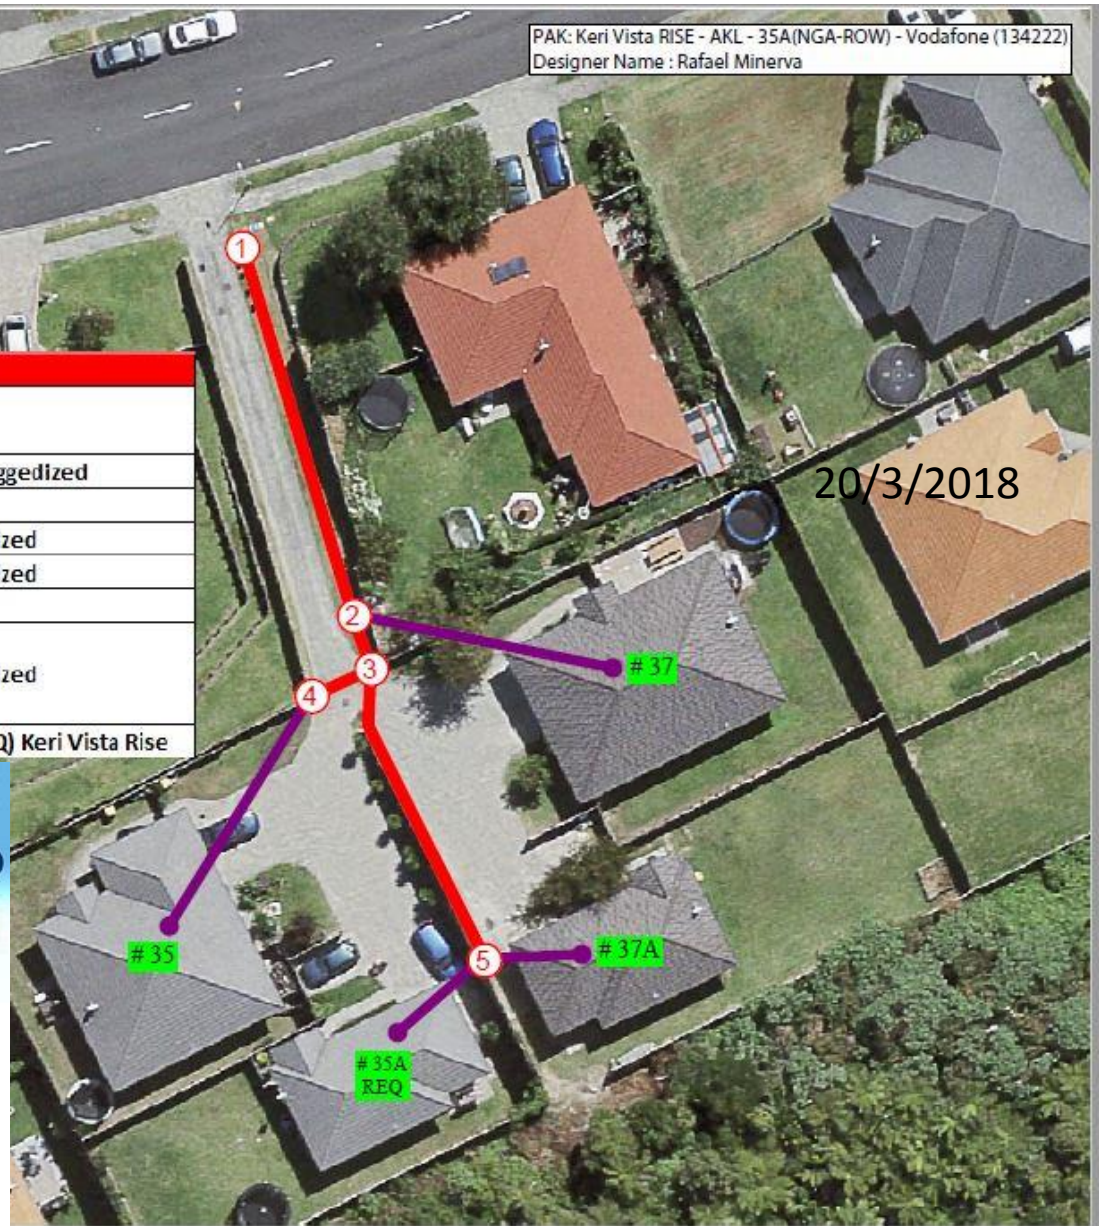 PAK: Keri Vista RISE - AKL - 35A(NGA-ROW) - Vodafone (134222)
Designer Name : Rafael Minerva
1
ggedized
20/3/2018
zed
zed
2
# 37
3
4
zed
Q) Keri Vista Rise
# 35
5
# 37A
# 35A
REQ